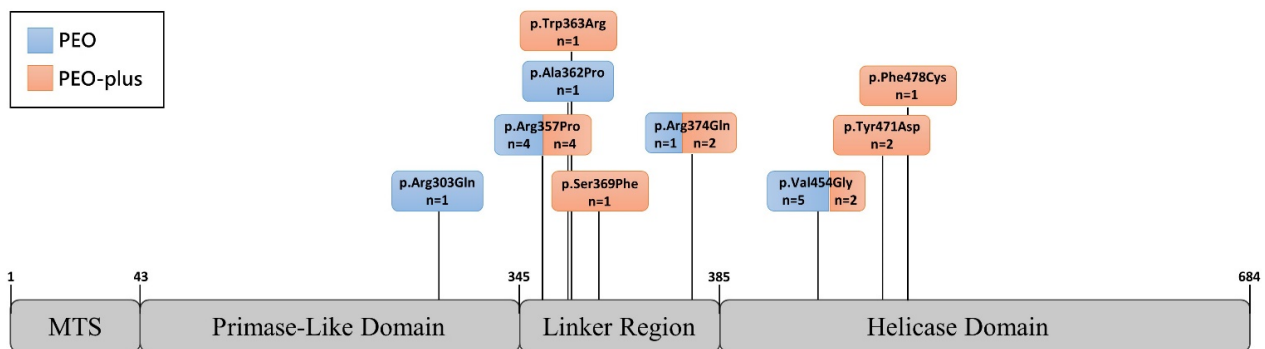 PEO
PEO-plus
p.Trp363Arg
n=1
p.Ala362Pro
n=1
p.Phe478Cys
n=1
p.Arg357Pro
n=4 n=4
p.Arg374Gln
n=1 n=2
p.Tyr471Asp
n=2
p.Arg303Gln
n=1
p.Ser369Phe
n=1
p.Val454Gly
n=5 n=2
1 43 345 385 684
MTS Primase-Like Domain Linker Region Helicase Domain